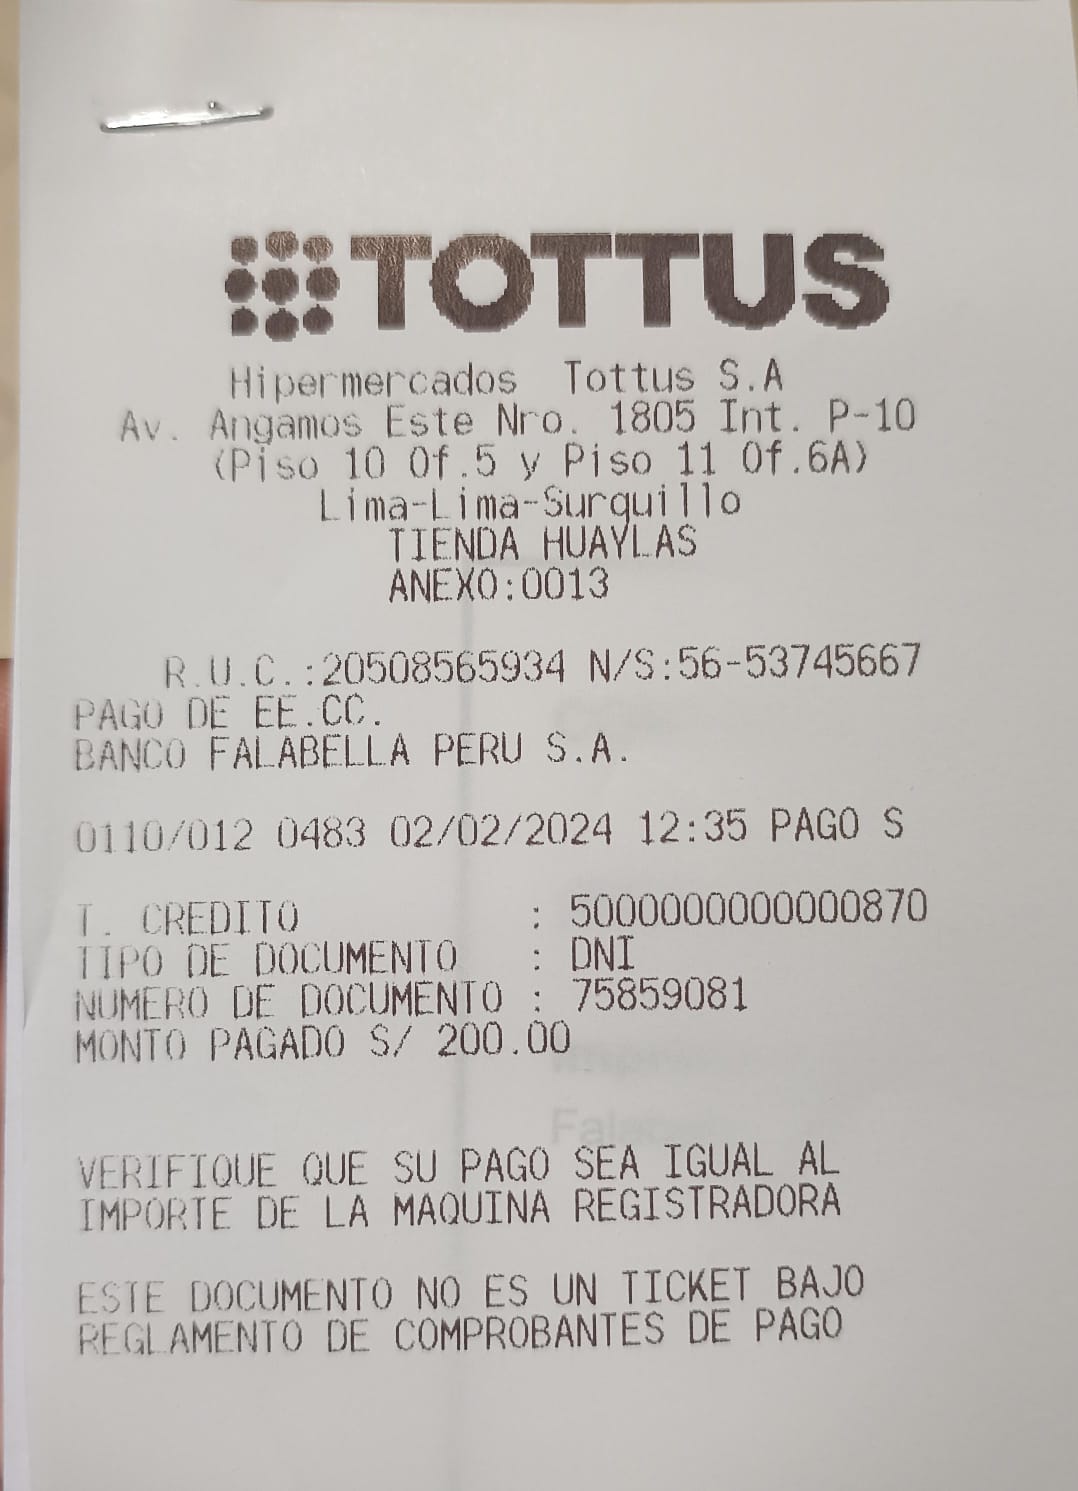 TOTTUS
Hipermercados Tottus S.A
Av. Angamos Este Nro. 1805 Int. P-10
(Piso 10 Of.5 y Piso 11 Of.6A)
Lima-Lima-Surquillo
TIENDA HUAYLAS
ANEXO:0013
R.U.C.:20508565934 N/S:56-53745667
PAGO DE EE.CC.
BANCO FALABELLA PERU S.A.
0110/012 0483 02/02/2024 12:35 PAGO S
T. CREDITO : 5000000000000870
TIPO DE DOCUMENTO : DNI
NUMERO DE DOCUMENTO : 75859081
MONTO PAGADO S/ 200.00
VERIFIQUE QUE SU PAGO SEA IGUAL AL
IMPORTE DE LA MAQUINA REGISTRADORA
ESTE DOCUMENTO NO ES UN TICKET BAJO
REGLAMENTO DE COMPROBANTES DE PAGO